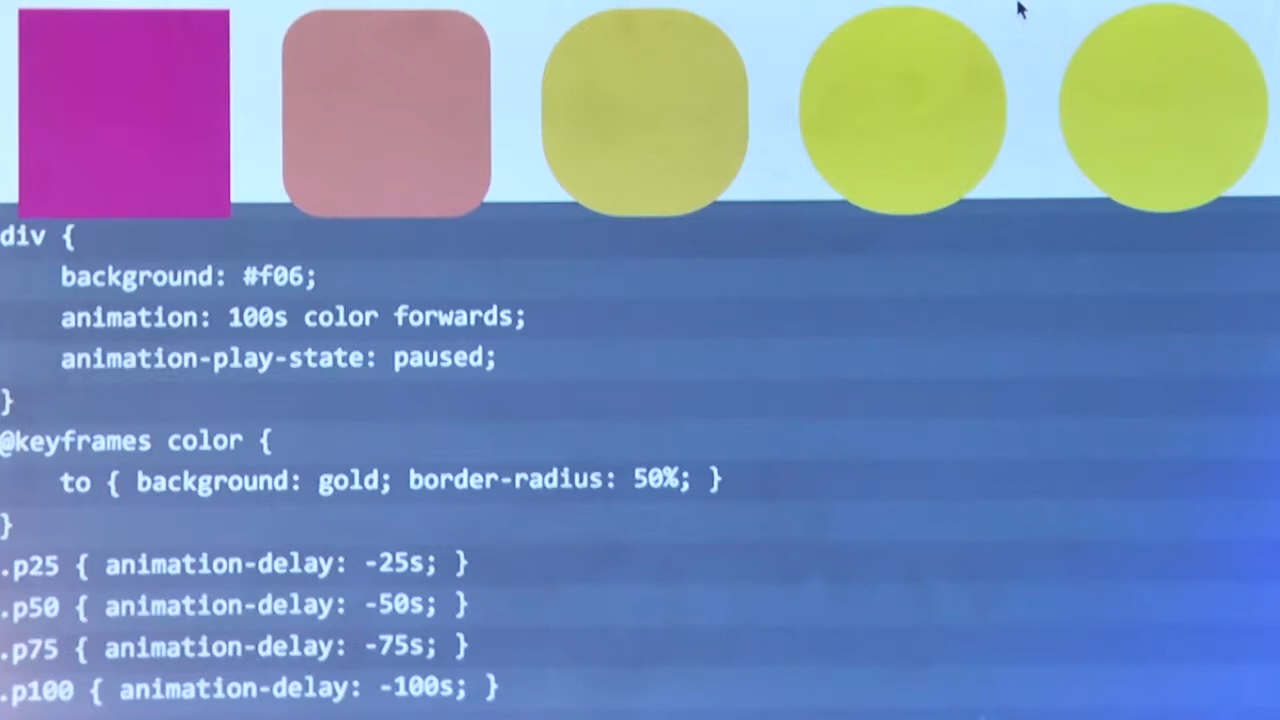 div {
    background: #f06;
    animation: 100s color forwards;
    animation-play-state: paused;
}
@keyframes color {
    to { background: gold; border-radius: 50%; }
}
.p25 { animation-delay: -25s; }
.p50 { animation-delay: -50s; }
.p75 { animation-delay: -75s; }
.p100 { animation-delay: -100s; }